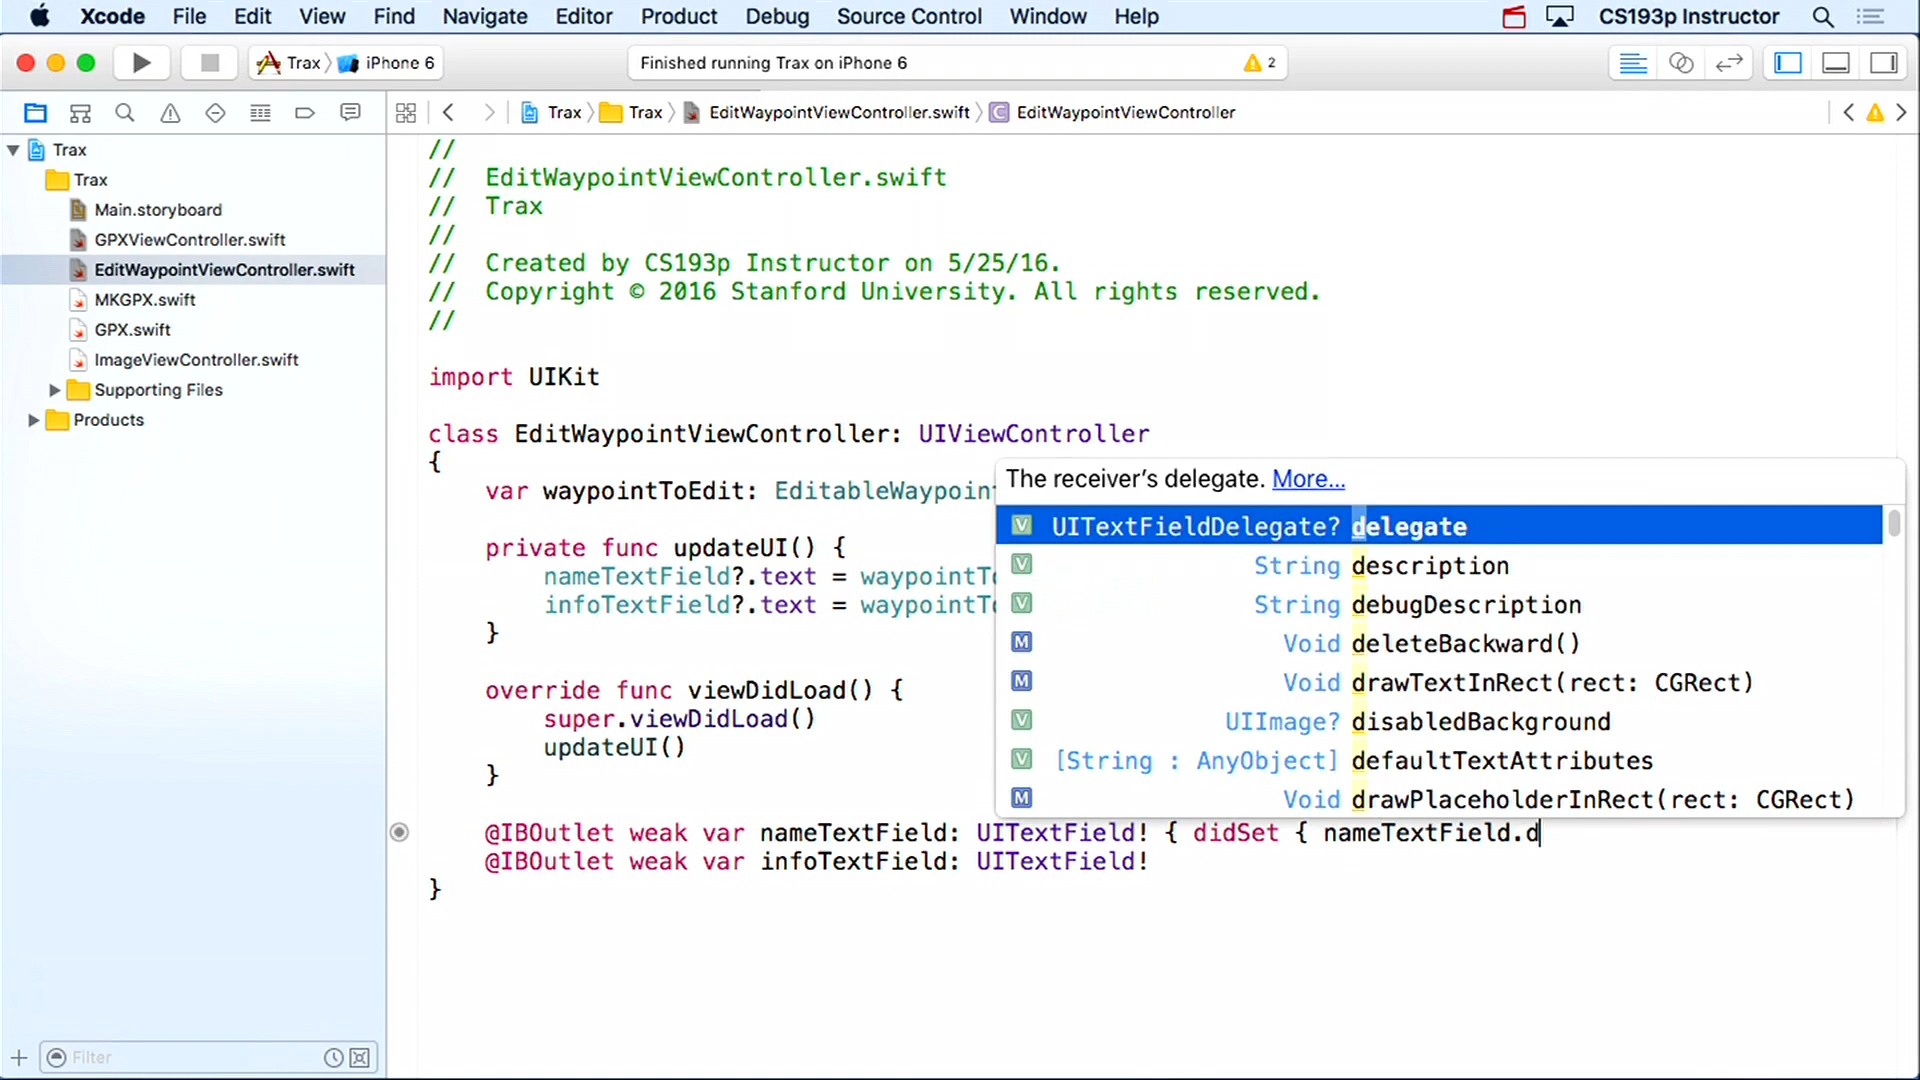 Xcode File Edit View Find Navigate Editor Product Debug Source Control Window Help CS193p Instructor
Trax iPhone 6 Finished running Trax on iPhone 6 2
Trax Trax EditWaypointViewController.swift EditWaypointViewController
Trax
Trax
Main.storyboard
GPXViewController.swift
EditWaypointViewController.swift
MKGPX.swift
GPX.swift
ImageViewController.swift
Supporting Files
Products
Filter
//
// EditWaypointViewController.swift
// Trax
//
// Created by CS193p Instructor on 5/25/16.
// Copyright © 2016 Stanford University. All rights reserved.
//
import UIKit
class EditWaypointViewController: UIViewController
{
var waypointToEdit: EditableWaypoint
private func updateUI() {
nameTextField?.text = waypointTo
infoTextField?.text = waypointTo
}
override func viewDidLoad() {
super.viewDidLoad()
updateUI()
}
The receiver's delegate. More...
V UITextFieldDelegate? delegate
V String description
V String debugDescription
M Void deleteBackward()
M Void drawTextInRect(rect: CGRect)
V UIImage? disabledBackground
V [String : AnyObject] defaultTextAttributes
M Void drawPlaceholderInRect(rect: CGRect)
@IBOutlet weak var nameTextField: UITextField! { didSet { nameTextField.d
@IBOutlet weak var infoTextField: UITextField!
}